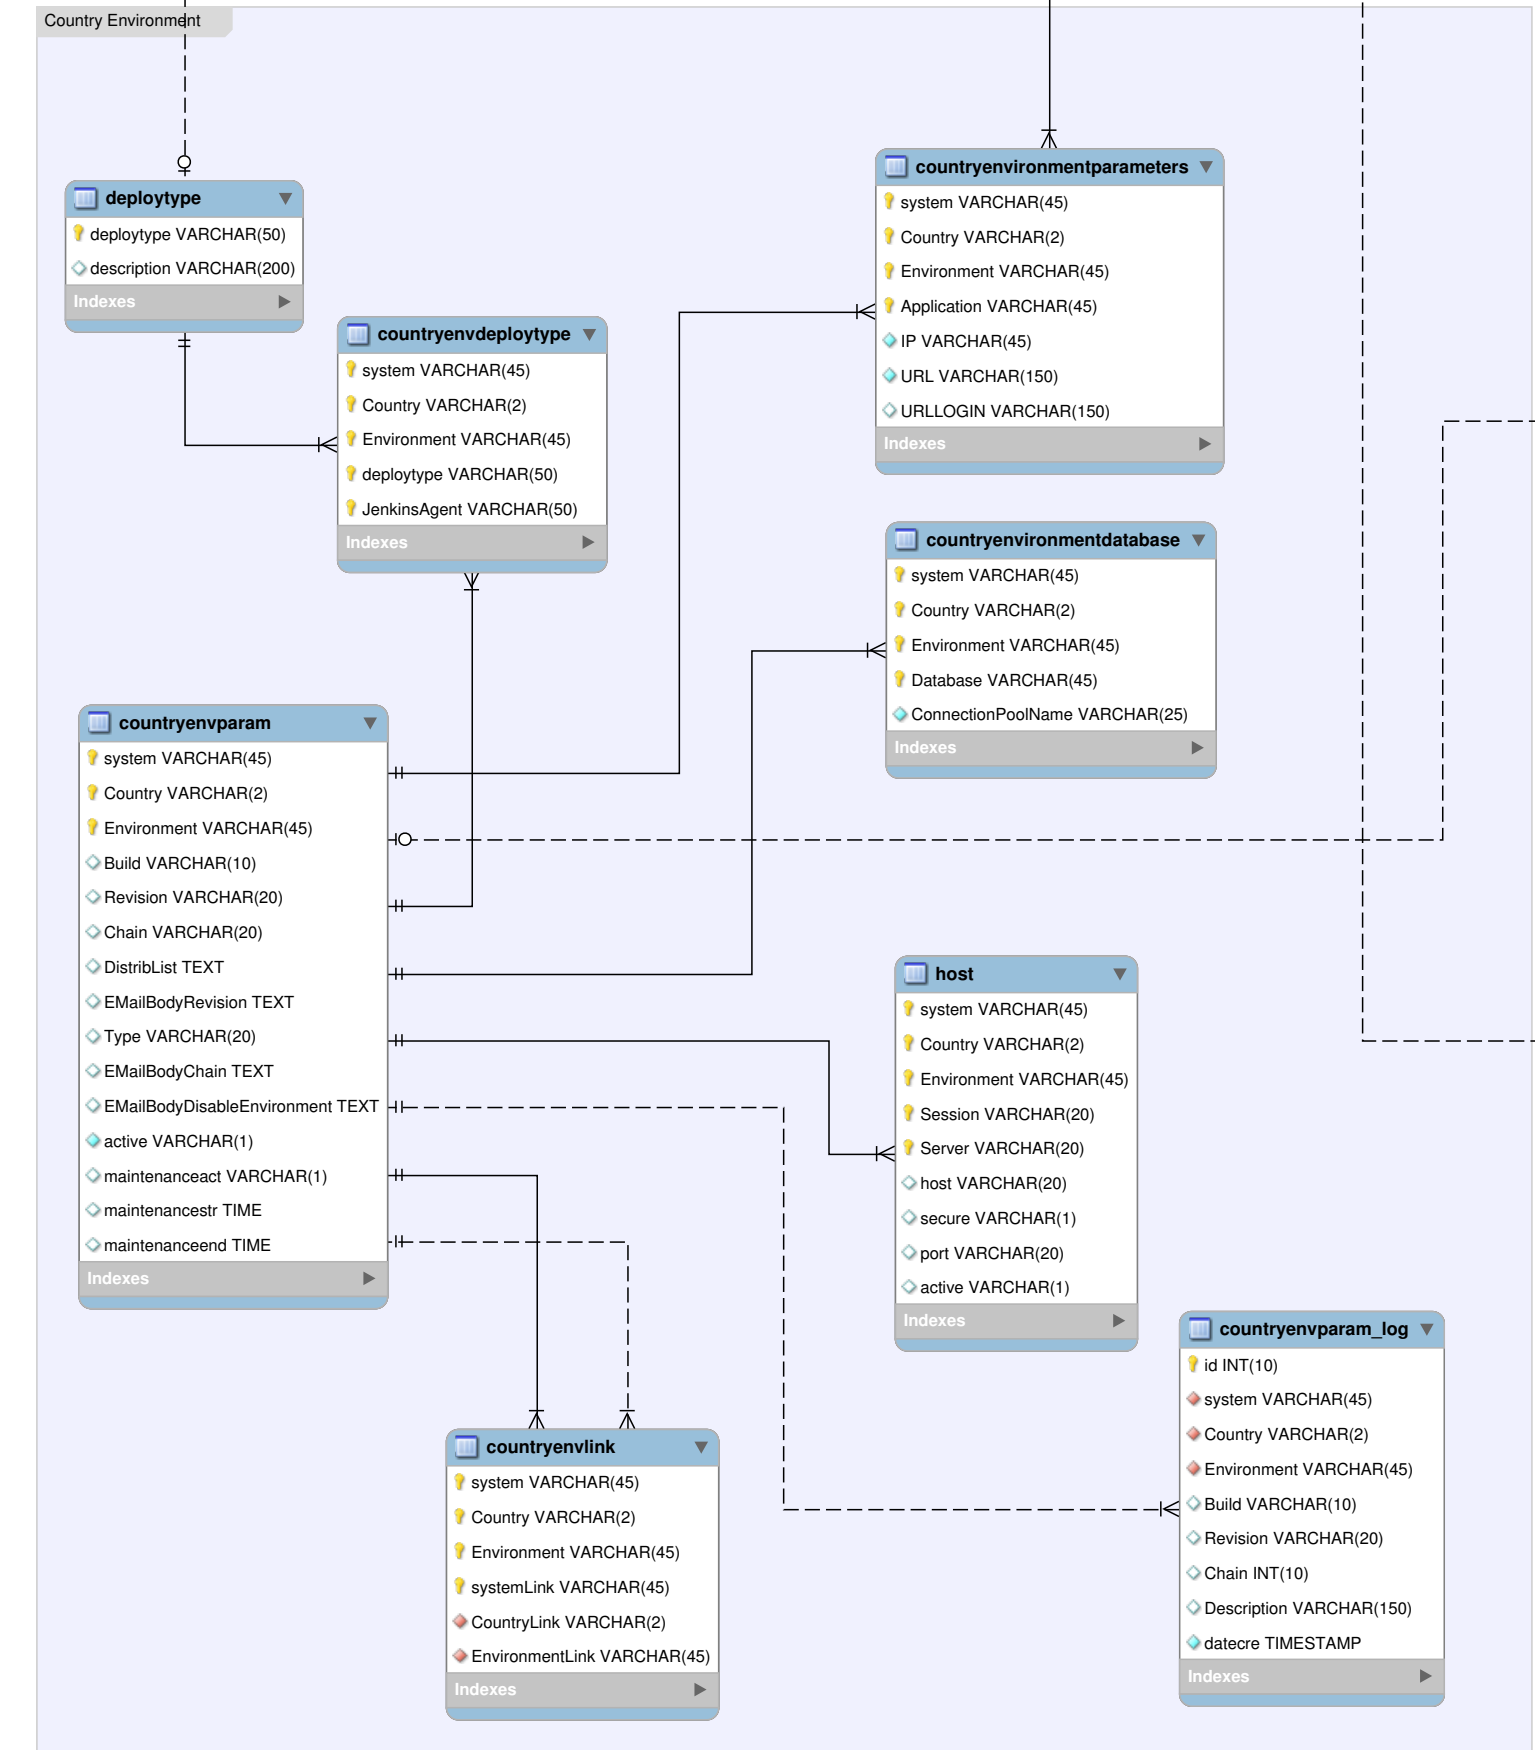 Country Environment
deploytype
deploytype VARCHAR(50)
description VARCHAR(200)
Indexes
countryenvdeploytype
system VARCHAR(45)
Country VARCHAR(2)
Environment VARCHAR(45)
deploytype VARCHAR(50)
JenkinsAgent VARCHAR(50)
Indexes
countryenvironmentparameters
system VARCHAR(45)
Country VARCHAR(2)
Environment VARCHAR(45)
Application VARCHAR(45)
IP VARCHAR(45)
URL VARCHAR(150)
URLLOGIN VARCHAR(150)
Indexes
countryenvironmentdatabase
system VARCHAR(45)
Country VARCHAR(2)
Environment VARCHAR(45)
Database VARCHAR(45)
ConnectionPoolName VARCHAR(25)
Indexes
countryenvparam
system VARCHAR(45)
Country VARCHAR(2)
Environment VARCHAR(45)
Build VARCHAR(10)
Revision VARCHAR(20)
Chain VARCHAR(20)
DistribList TEXT
EMailBodyRevision TEXT
Type VARCHAR(20)
EMailBodyChain TEXT
EMailBodyDisableEnvironment TEXT
active VARCHAR(1)
maintenanceact VARCHAR(1)
maintenancestr TIME
maintenanceend TIME
Indexes
host
system VARCHAR(45)
Country VARCHAR(2)
Environment VARCHAR(45)
Session VARCHAR(20)
Server VARCHAR(20)
host VARCHAR(20)
secure VARCHAR(1)
port VARCHAR(20)
active VARCHAR(1)
Indexes
countryenvlink
system VARCHAR(45)
Country VARCHAR(2)
Environment VARCHAR(45)
systemLink VARCHAR(45)
CountryLink VARCHAR(2)
EnvironmentLink VARCHAR(45)
Indexes
countryenvparam_log
id INT(10)
system VARCHAR(45)
Country VARCHAR(2)
Environment VARCHAR(45)
Build VARCHAR(10)
Revision VARCHAR(20)
Chain INT(10)
Description VARCHAR(150)
datecre TIMESTAMP
Indexes